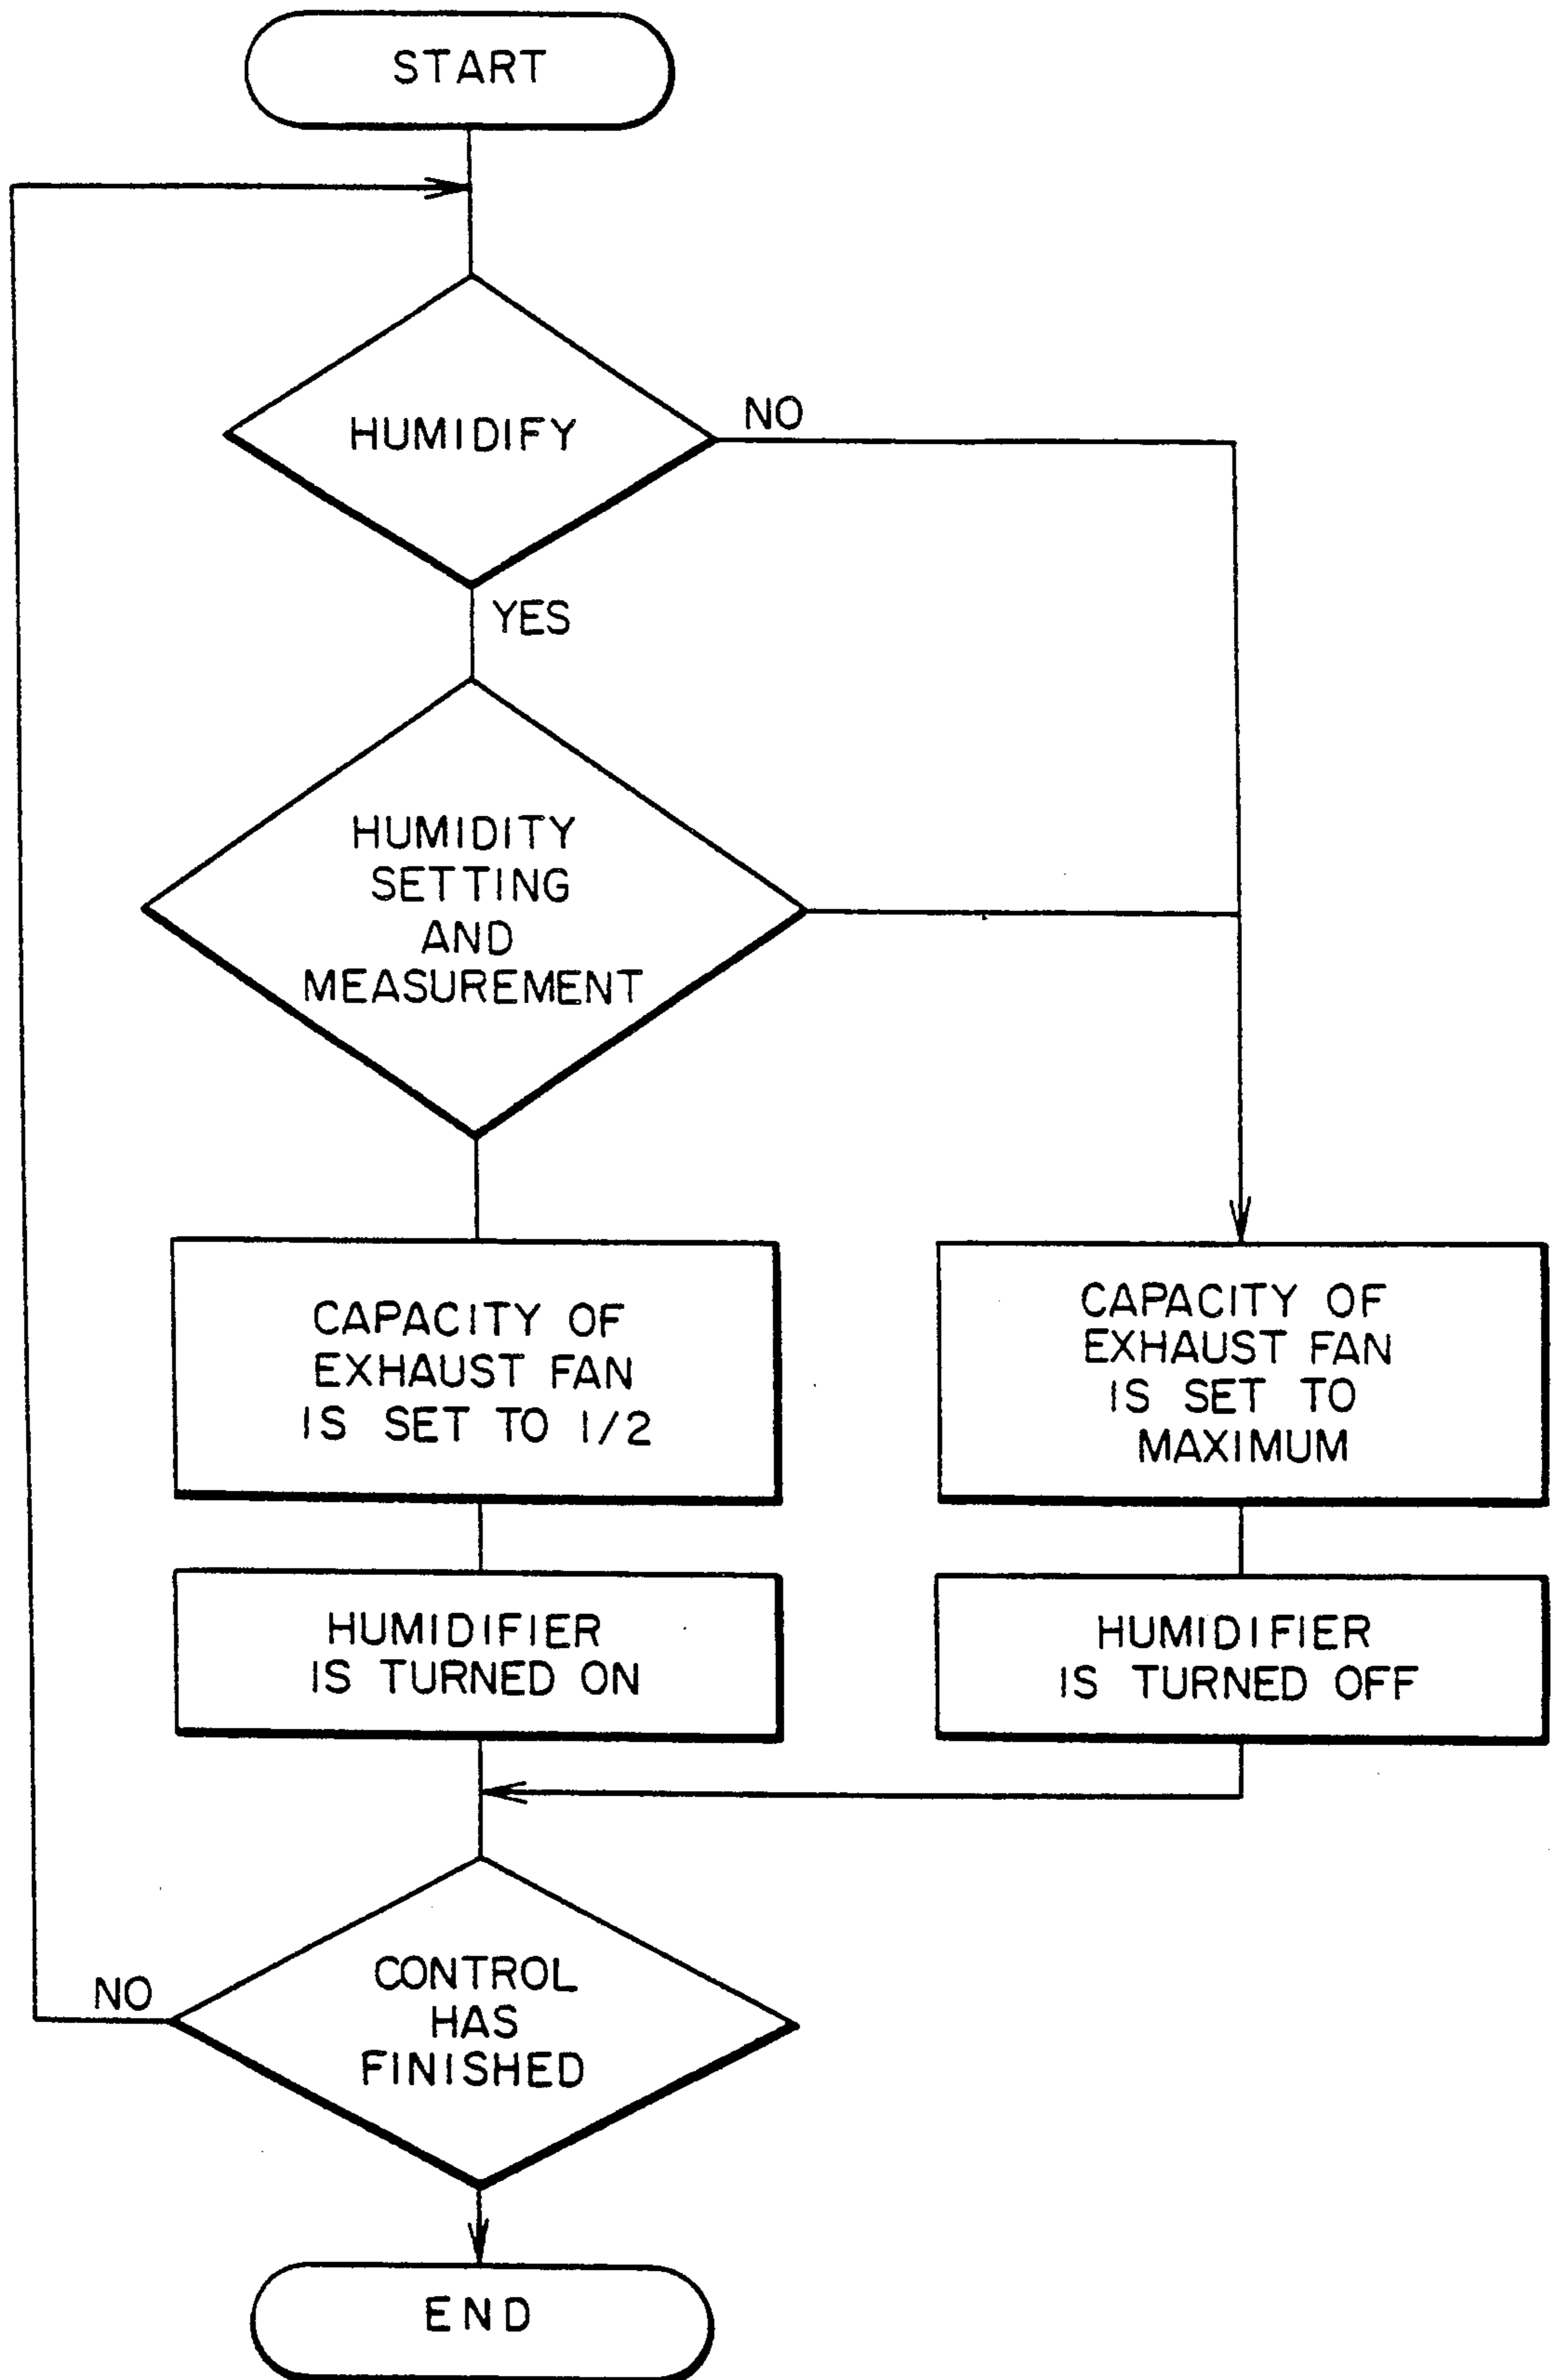 START
HUMIDIFY
NO
YES
HUMIDITY
SETTING
AND
MEASUREMENT
CAPACITY OF
EXHAUST FAN
IS SET TO 1/2
CAPACITY OF
EXHAUST FAN
IS SET TO
MAXIMUM
HUMIDIFIER
IS TURNED ON
HUMIDIFIER
IS TURNED OFF
NO
CONTROL
HAS
FINISHED
END